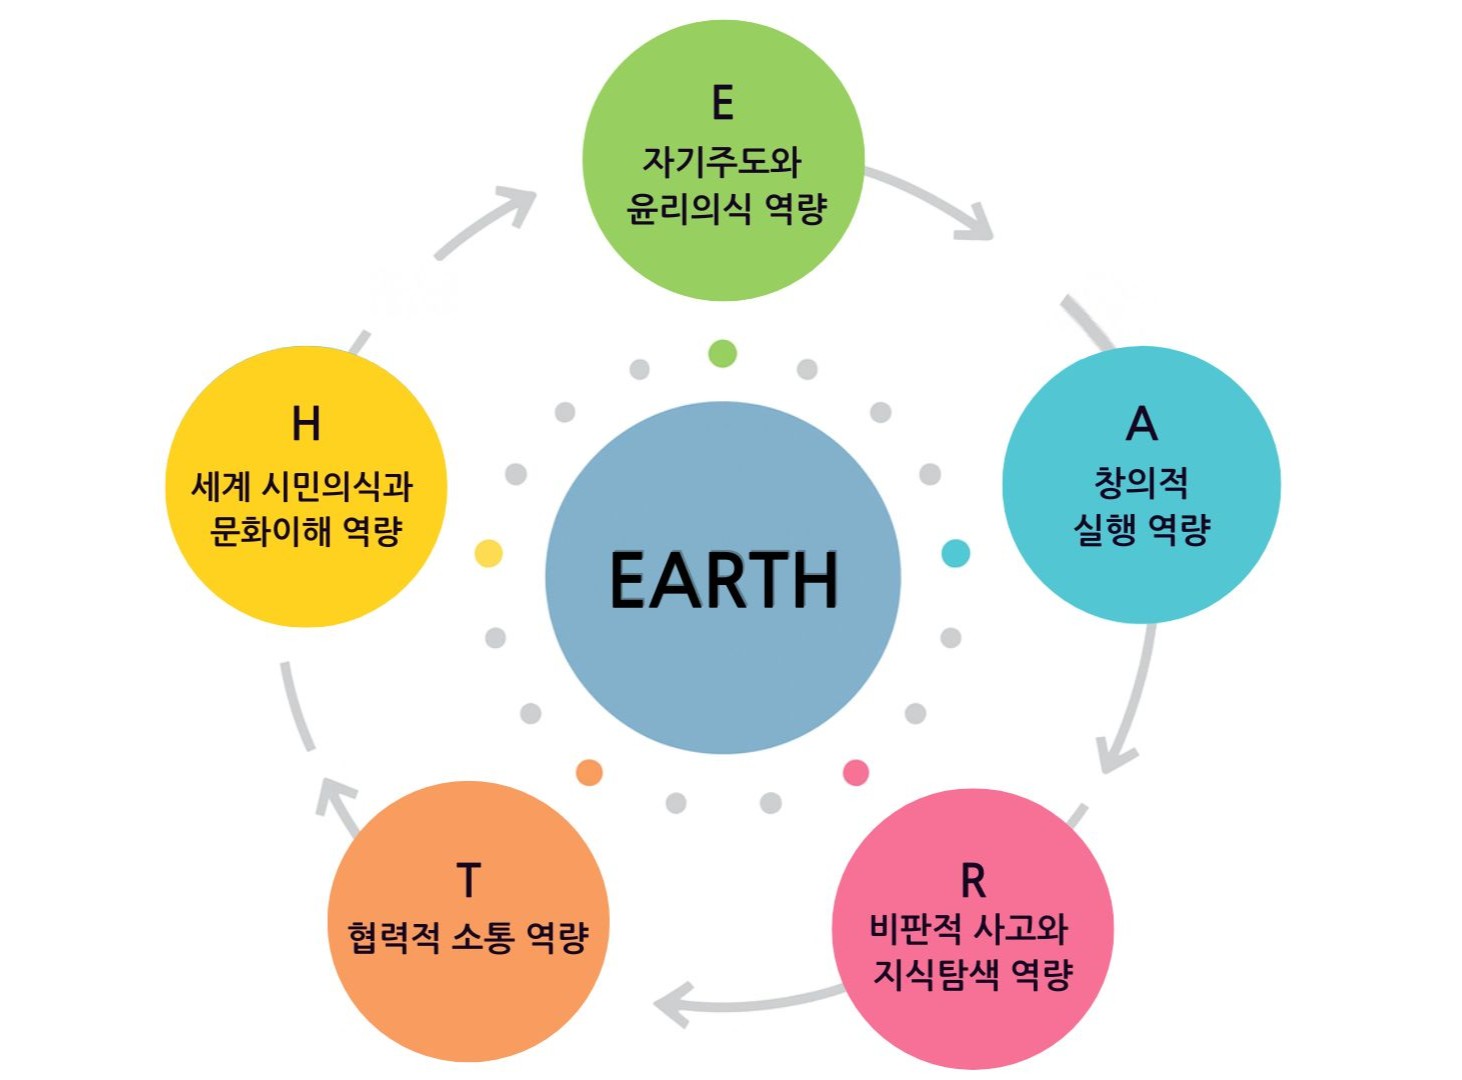 E
자기주도와
윤리의식 역량
H
세계 시민의식과
문화이해 역량
A
창의적
실행 역량
EARTH
T
협력적 소통 역량
R
비판적 사고와
지식탐색 역량